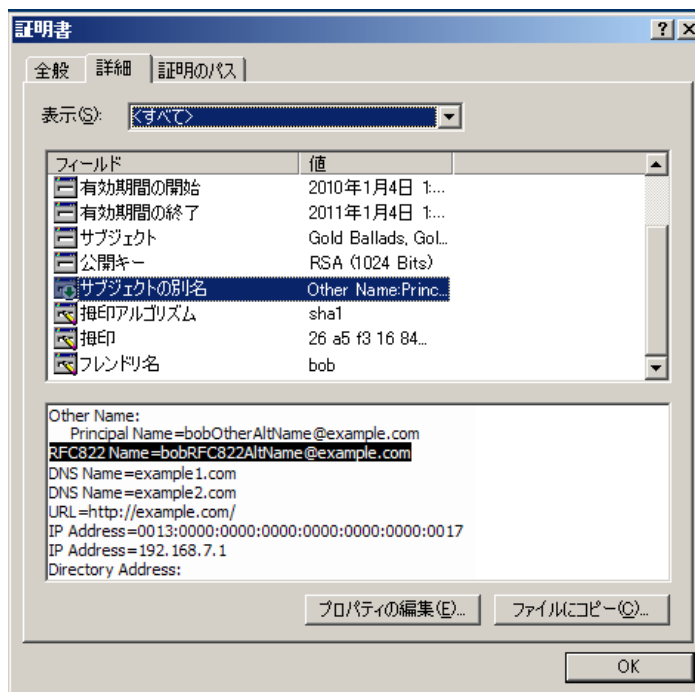 証明書
全般 詳細 証明のパス
表示(S): <すべて>
フィールド 値
有効期間の開始 2010年1月4日 1:...
有効期間の終了 2011年1月4日 1:...
サブジェクト Gold Ballads, Gol...
公開キー RSA (1024 Bits)
サブジェクトの別名 Other Name:Princ...
拇印アルゴリズム sha1
拇印 26 a5 f3 16 84...
フレンドリ名 bob
Other Name:
Principal Name=bobOtherAltName@example.com
RFC822 Name=bobRFC822AltName@example.com
DNS Name=example1.com
DNS Name=example2.com
URL=http://example.com/
IP Address=0013:0000:0000:0000:0000:0000:0000:0017
IP Address=192.168.7.1
Directory Address:
プロパティの編集(E)... ファイルにコピー(C)...
OK